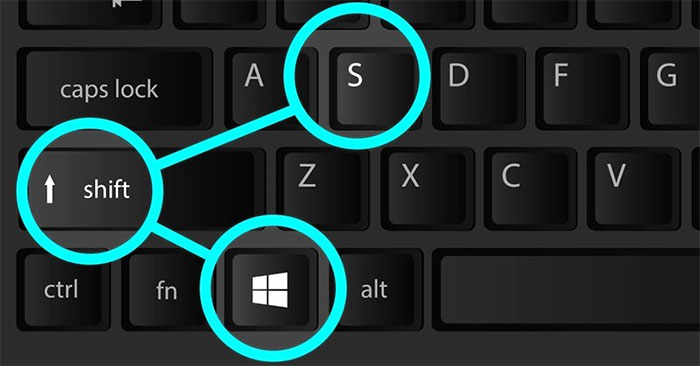 caps lock A S D F G
shift Z X C V
ctrl fn alt